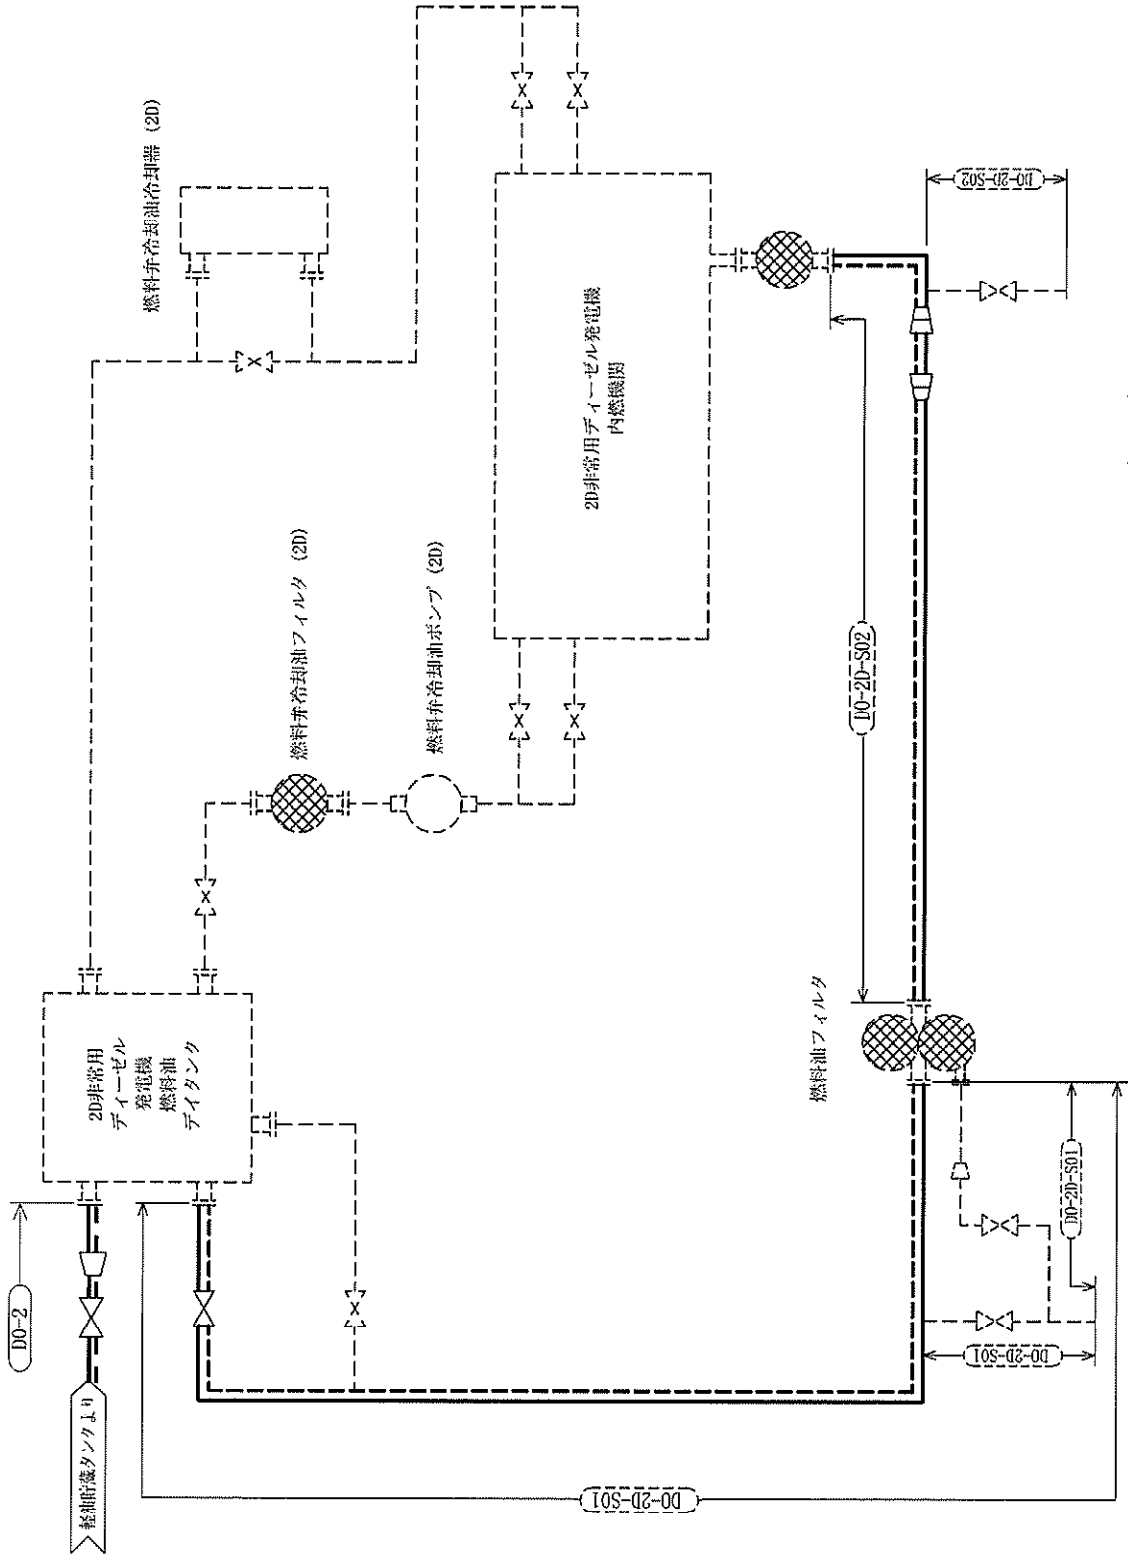 軽油貯蔵タンクより
DO-2
2D非常用
ディーゼル
発電機
燃料油
デイタンク
燃料弁冷却油フィルタ (2D)
燃料弁冷却油ポンプ (2D)
燃料弁冷却油冷却器 (2D)
2D非常用ディーゼル発電機
内燃機関
燃料油フィルタ
DO-2D-S01
DO-2D-S01
DO-2D-S01
DO-2D-S02
DO-2D-S02